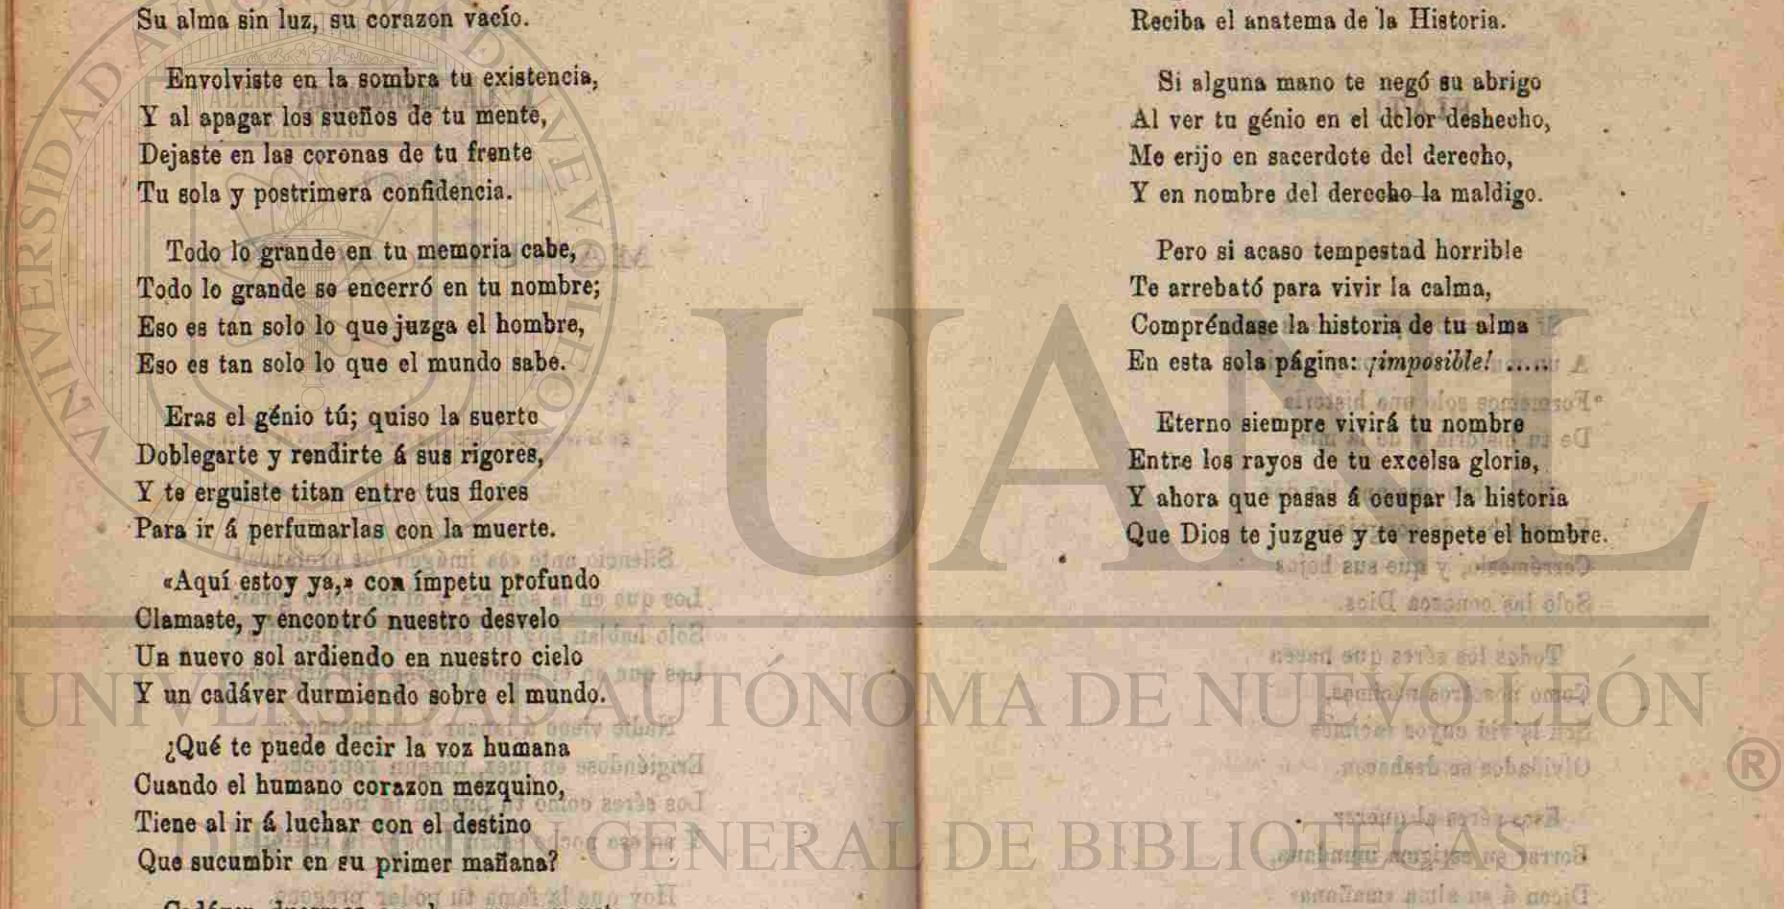 Su alma sin luz, su corazon vacío.
Envolviste en la sombra tu existencia,
Y al apagar los sueños de tu mente,
Dejaste en las coronas de tu frente
Tu sola y postrimera confidencia.
Todo lo grande en tu memoria cabe,
Todo lo grande se encerró en tu nombre;
Eso es tan solo lo que juzga el hombre,
Eso es tan solo lo que el mundo sabe.
Eras el génio tú; quiso la suerte
Doblegarte y rendirte á sus rigores,
Y te erguiste titan entre tus flores
Para ir á perfumarlas con la muerte.
«Aquí estoy ya,» con ímpetu profundo
Clamaste, y encontró nuestro desvelo
Un nuevo sol ardiendo en nuestro cielo
Y un cadáver durmiendo sobre el mundo.
¿Qué te puede decir la voz humana
Cuando el humano corazon mezquino,
Tiene al ir á luchar con el destino
Que sucumbir en su primer mañana?
Reciba el anatema de la Historia.
Si alguna mano te negó su abrigo
Al ver tu génio en el dolor deshecho,
Me erijo en sacerdote del derecho,
Y en nombre del derecho la maldigo.
Pero si acaso tempestad horrible
Te arrebató para vivir la calma,
Compréndase la historia de tu alma
En esta sola página: ¡imposible! .....
Eterno siempre vivirá tu nombre
Entre los rayos de tu excelsa gloria,
Y ahora que pasas á ocupar la historia
Que Dios te juzgue y te respete el hombre.
UANL
UNIVERSIDAD AUTÓNOMA DE NUEVO LEÓN
®
DIRECCIÓN GENERAL DE BIBLIOTECAS